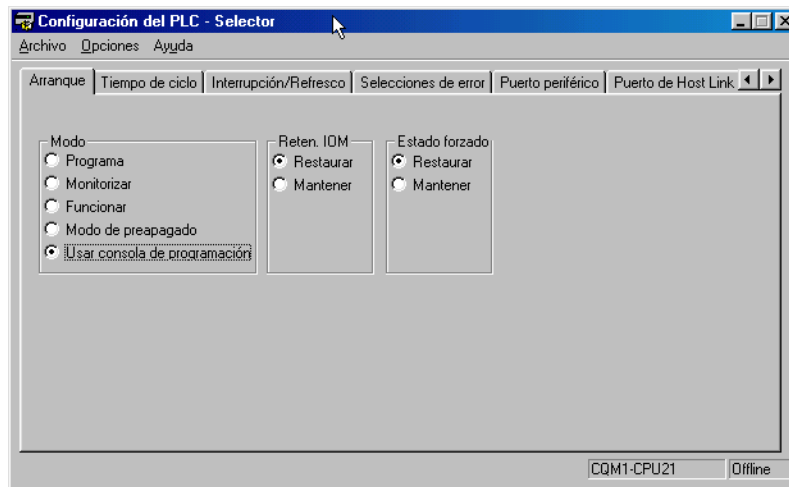 Configuración del PLC - Selector
Archivo Opciones Ayuda
Arranque Tiempo de ciclo Interrupción/Refresco Selecciones de error Puerto periférico Puerto de Host Link
Modo
Programa
Monitorizar
Funcionar
Modo de preapagado
Usar consola de programación
Reten. IOM
Restaurar
Mantener
Estado forzado
Restaurar
Mantener
CQM1-CPU21 Offline